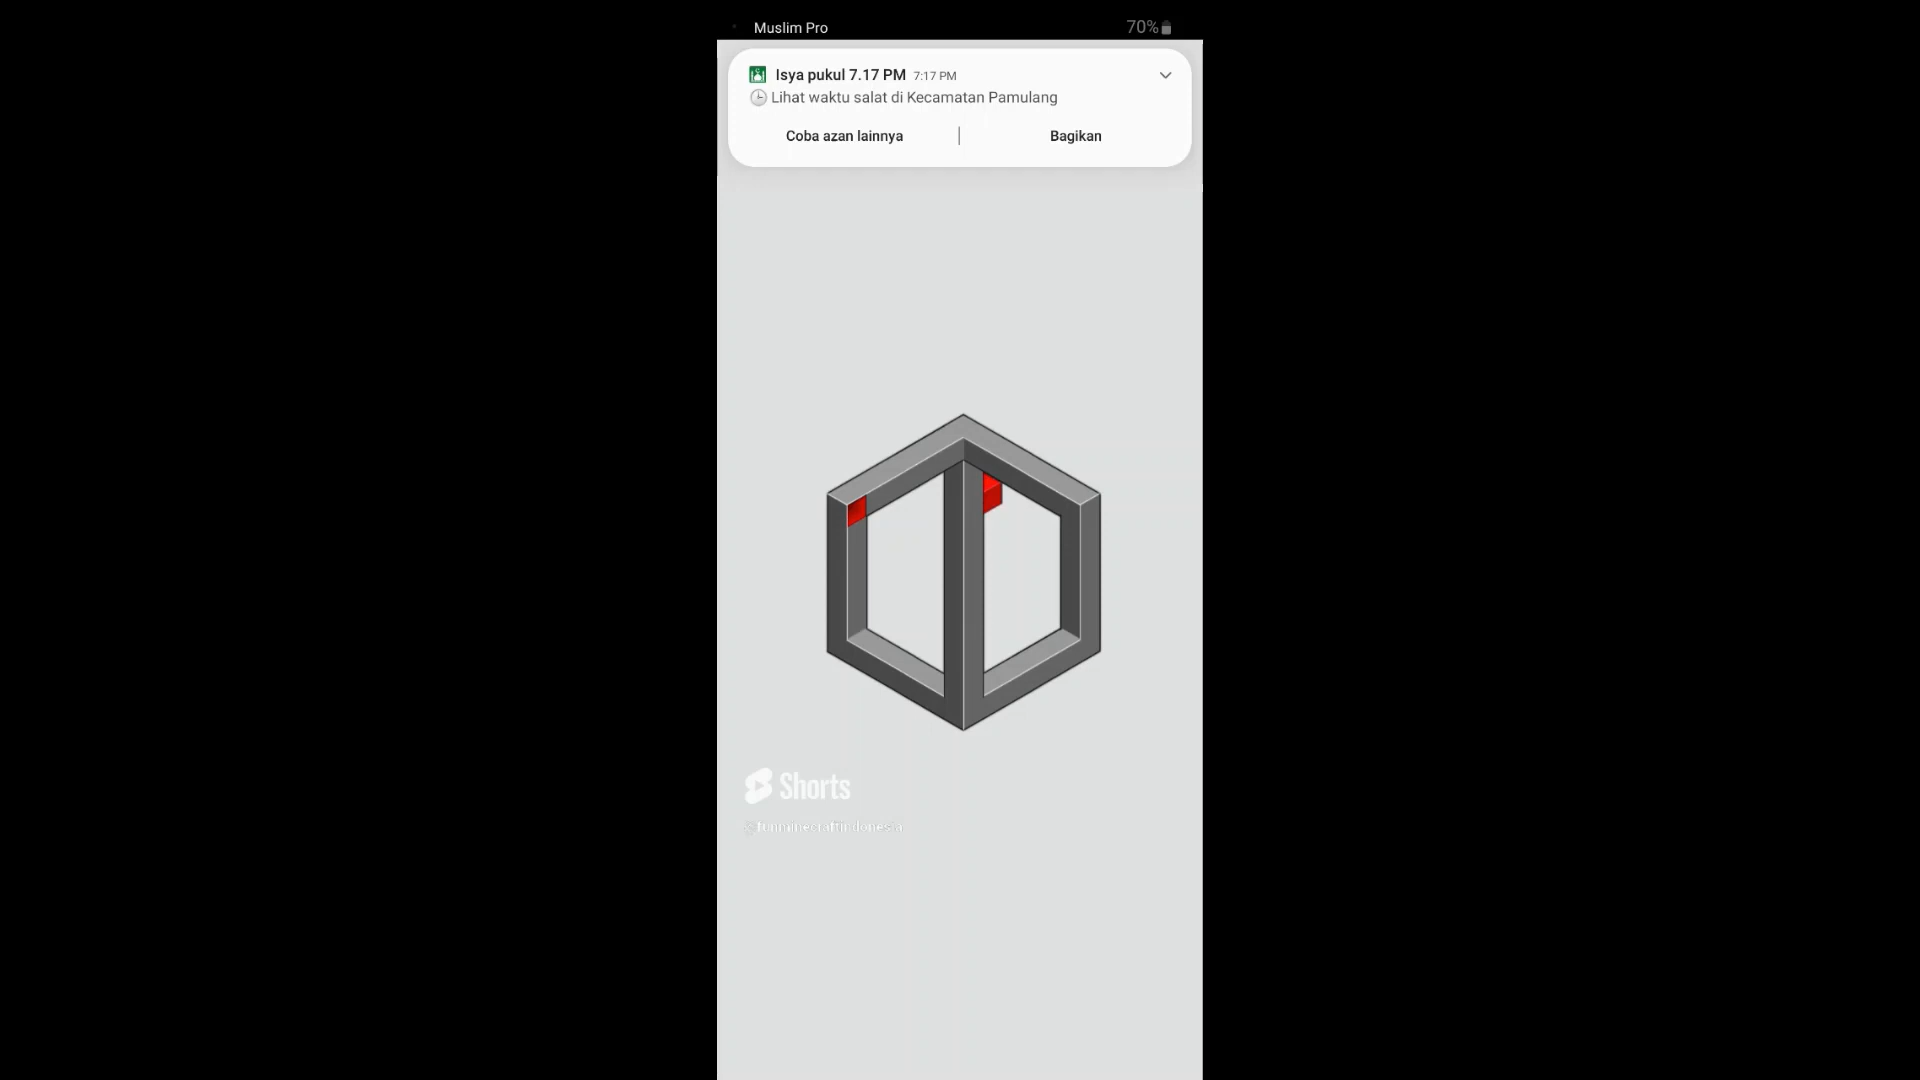 Muslim Pro
70%
Isya pukul 7.17 PM 7:17 PM
Lihat waktu salat di Kecamatan Pamulang
Coba azan lainnya
Bagikan
Shorts
@funminecraftindonesia